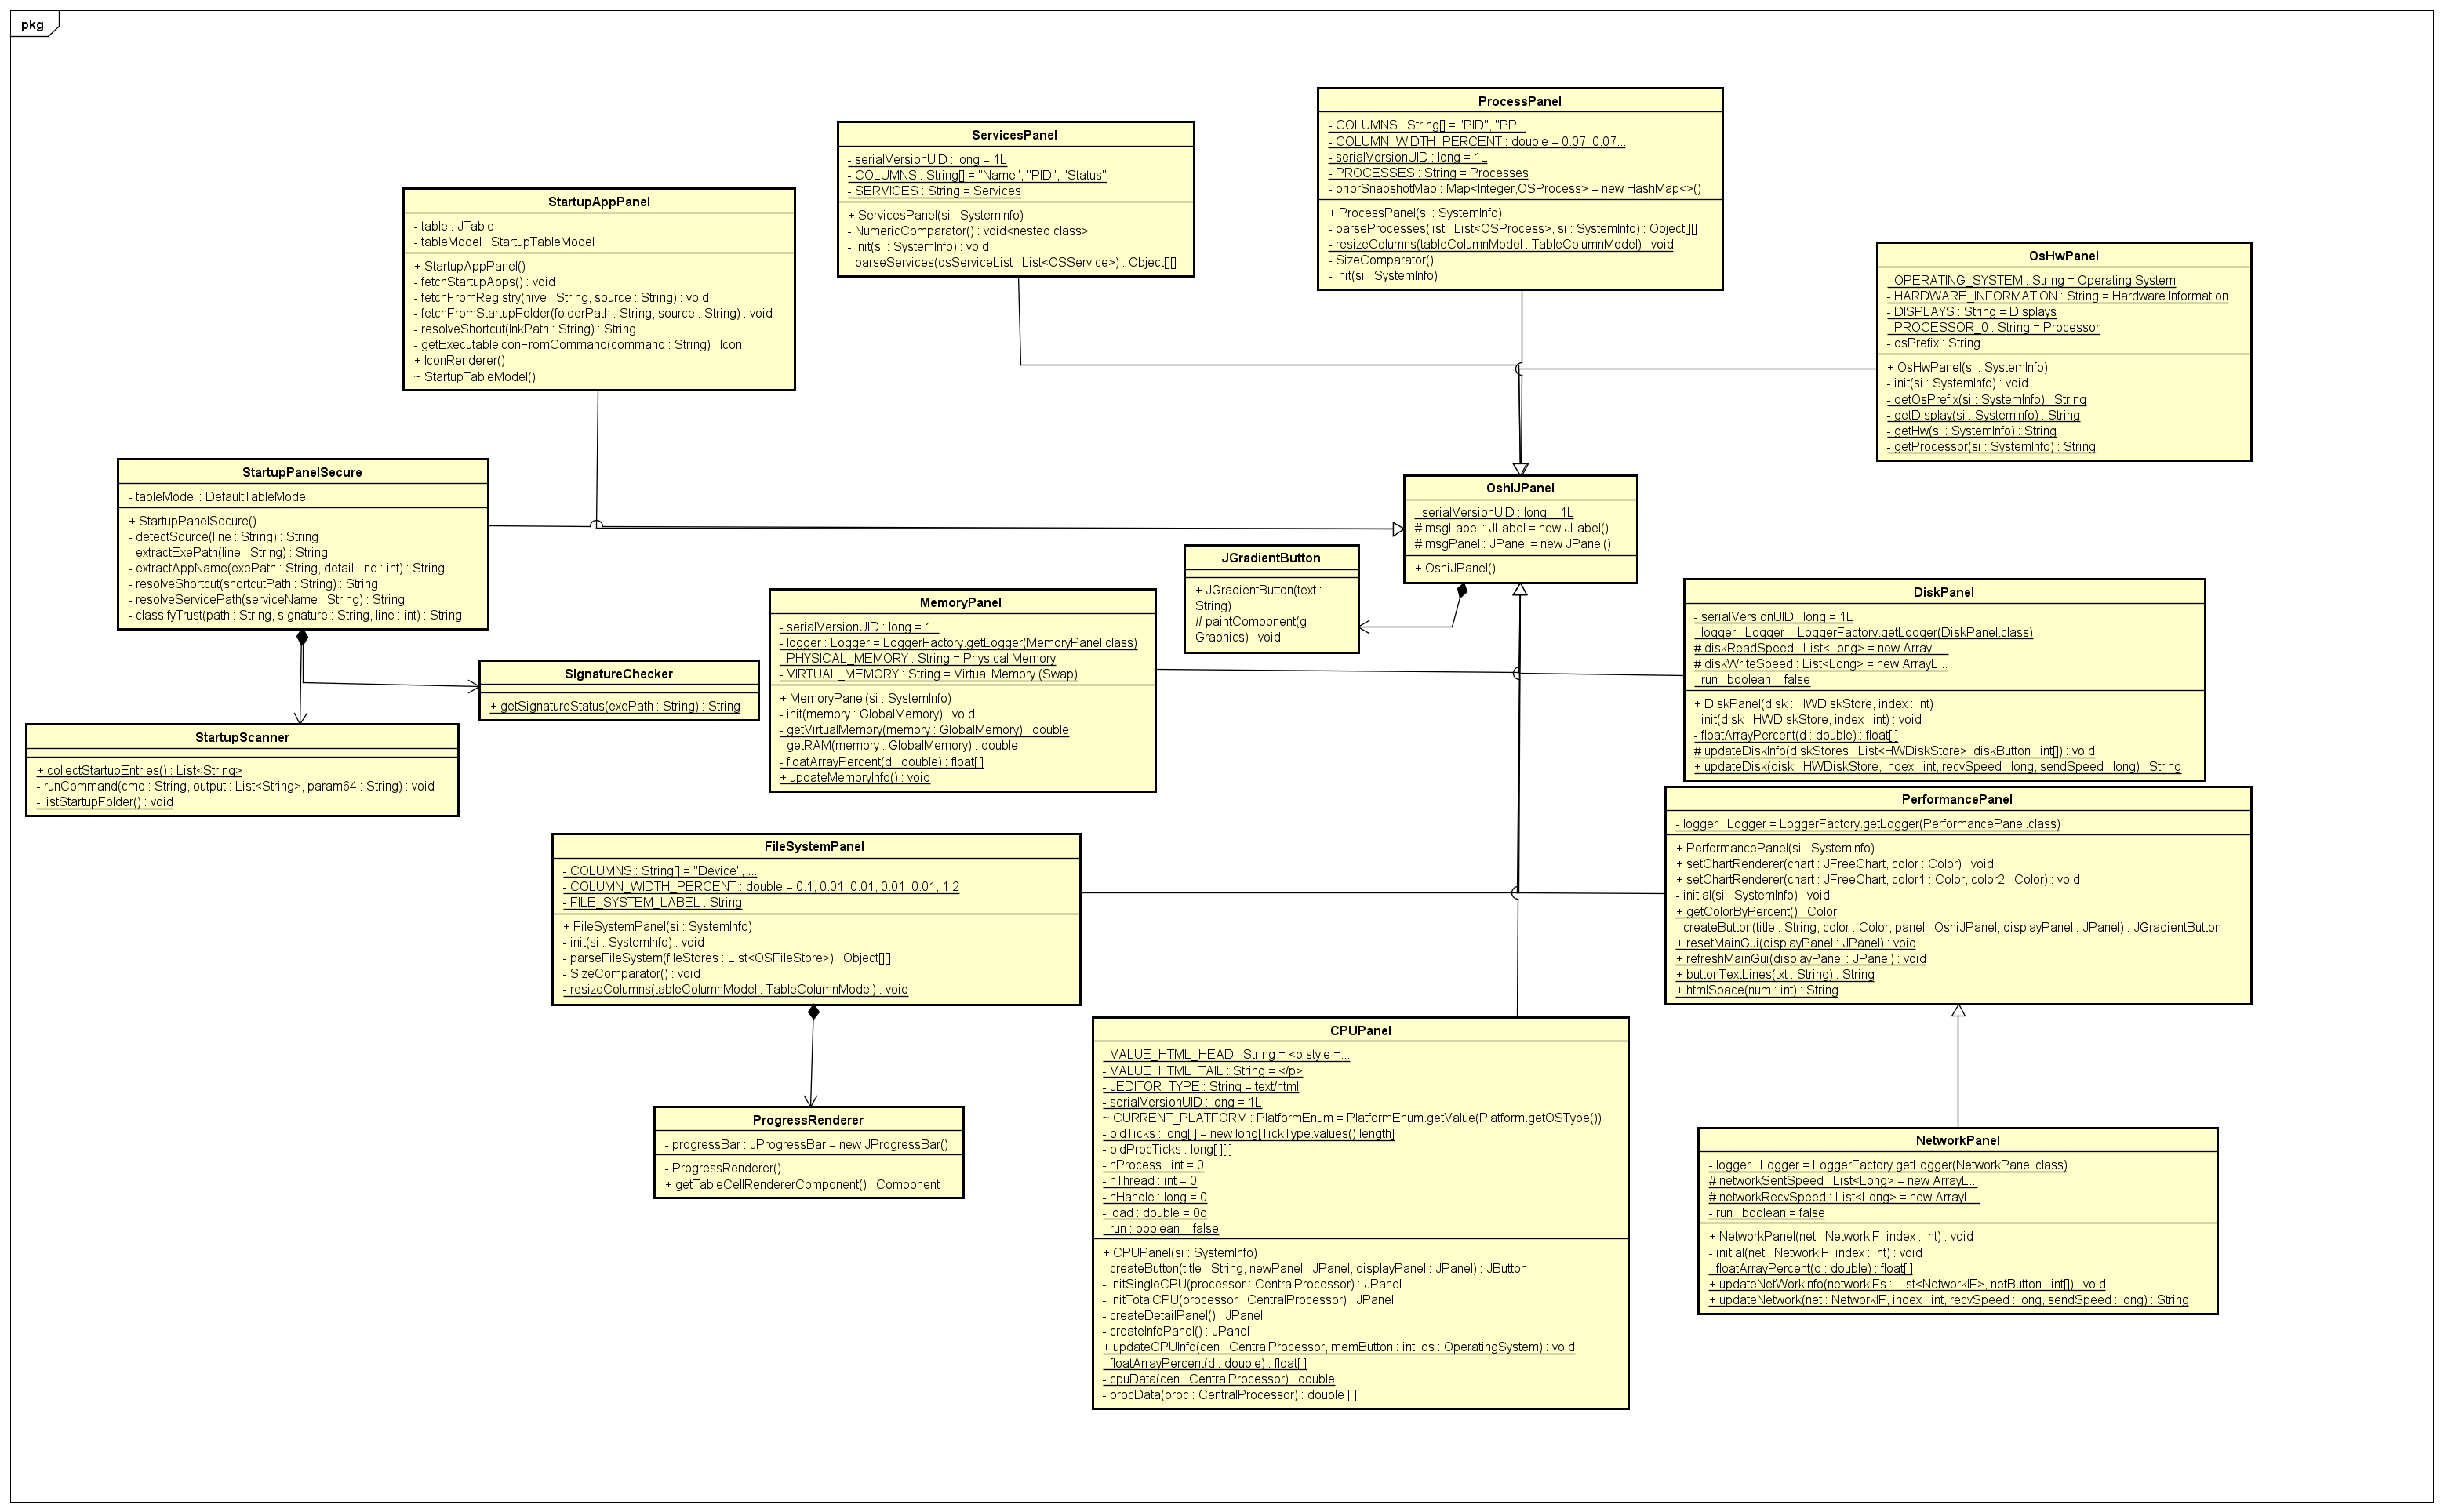 pkg
ProcessPanel
- COLUMNS : String[] = "PID", "PP...
- COLUMN_WIDTH_PERCENT : double = 0.07, 0.07...
- serialVersionUID : long = 1L
- PROCESSES : String = Processes
- priorSnapshotMap : Map<Integer,OSProcess> = new HashMap<>()
+ ProcessPanel(si : SystemInfo)
- parseProcesses(list : List<OSProcess>, si : SystemInfo) : Object[][]
- resizeColumns(tableColumnModel : TableColumnModel) : void
- SizeComparator()
- init(si : SystemInfo)
ServicesPanel
- serialVersionUID : long = 1L
- COLUMNS : String[] = "Name", "PID", "Status"
- SERVICES : String = Services
+ ServicesPanel(si : SystemInfo)
- NumericComparator() : void<nested class>
- init(si : SystemInfo) : void
- parseServices(osServiceList : List<OSService>) : Object[][]
StartupAppPanel
- table : JTable
- tableModel : StartupTableModel
+ StartupAppPanel()
- fetchStartupApps() : void
- fetchFromRegistry(hive : String, source : String) : void
- fetchFromStartupFolder(folderPath : String, source : String) : void
- resolveShortcut(lnkPath : String) : String
- getExecutableIconFromCommand(command : String) : Icon
+ IconRenderer()
~ StartupTableModel()
OsHwPanel
- OPERATING_SYSTEM : String = Operating System
- HARDWARE_INFORMATION : String = Hardware Information
- DISPLAYS : String = Displays
- PROCESSOR_0 : String = Processor
- osPrefix : String
+ OsHwPanel(si : SystemInfo)
- init(si : SystemInfo) : void
- getOsPrefix(si : SystemInfo) : String
- getDisplay(si : SystemInfo) : String
- getHw(si : SystemInfo) : String
- getProcessor(si : SystemInfo) : String
StartupPanelSecure
- tableModel : DefaultTableModel
+ StartupPanelSecure()
- detectSource(line : String) : String
- extractExePath(line : String) : String
- extractAppName(exePath : String, detailLine : int) : String
- resolveShortcut(shortcutPath : String) : String
- resolveServicePath(serviceName : String) : String
- classifyTrust(path : String, signature : String, line : int) : String
OshiJPanel
- serialVersionUID : long = 1L
# msgLabel : JLabel = new JLabel()
# msgPanel : JPanel = new JPanel()
+ OshiJPanel()
JGradientButton
+ JGradientButton(text :
String)
# paintComponent(g :
Graphics) : void
DiskPanel
- serialVersionUID : long = 1L
- logger : Logger = LoggerFactory.getLogger(DiskPanel.class)
# diskReadSpeed : List<Long> = new ArrayL...
# diskWriteSpeed : List<Long> = new ArrayL...
- run : boolean = false
+ DiskPanel(disk : HWDiskStore, index : int)
- init(disk : HWDiskStore, index : int) : void
- floatArrayPercent(d : double) : float[ ]
# updateDiskInfo(diskStores : List<HWDiskStore>, diskButton : int[]) : void
+ updateDisk(disk : HWDiskStore, index : int, recvSpeed : long, sendSpeed : long) : String
MemoryPanel
- serialVersionUID : long = 1L
- logger : Logger = LoggerFactory.getLogger(MemoryPanel.class)
- PHYSICAL_MEMORY : String = Physical Memory
- VIRTUAL_MEMORY : String = Virtual Memory (Swap)
+ MemoryPanel(si : SystemInfo)
- init(memory : GlobalMemory) : void
- getVirtualMemory(memory : GlobalMemory) : double
- getRAM(memory : GlobalMemory) : double
- floatArrayPercent(d : double) : float[ ]
+ updateMemoryInfo() : void
SignatureChecker
+ getSignatureStatus(exePath : String) : String
StartupScanner
+ collectStartupEntries() : List<String>
- runCommand(cmd : String, output : List<String>, param64 : String) : void
- listStartupFolder() : void
PerformancePanel
- logger : Logger = LoggerFactory.getLogger(PerformancePanel.class)
+ PerformancePanel(si : SystemInfo)
+ setChartRenderer(chart : JFreeChart, color : Color) : void
+ setChartRenderer(chart : JFreeChart, color1 : Color, color2 : Color) : void
- initial(si : SystemInfo) : void
+ getColorByPercent() : Color
- createButton(title : String, color : Color, panel : OshiJPanel, displayPanel : JPanel) : JGradientButton
+ resetMainGui(displayPanel : JPanel) : void
+ refreshMainGui(displayPanel : JPanel) : void
+ buttonTextLines(txt : String) : String
+ htmlSpace(num : int) : String
FileSystemPanel
- COLUMNS : String[] = "Device", ...
- COLUMN_WIDTH_PERCENT : double = 0.1, 0.01, 0.01, 0.01, 0.01, 1.2
- FILE_SYSTEM_LABEL : String
+ FileSystemPanel(si : SystemInfo)
- init(si : SystemInfo) : void
- parseFileSystem(fileStores : List<OSFileStore>) : Object[][]
- SizeComparator() : void
- resizeColumns(tableColumnModel : TableColumnModel) : void
CPUPanel
- VALUE_HTML_HEAD : String = <p style =...
- VALUE_HTML_TAIL : String = </p>
- JEDITOR_TYPE : String = text/html
- serialVersionUID : long = 1L
~ CURRENT_PLATFORM : PlatformEnum = PlatformEnum.getValue(Platform.getOSType())
- oldTicks : long[ ] = new long[TickType.values().length]
- oldProcTicks : long[ ][ ]
- nProcess : int = 0
- nThread : int = 0
- nHandle : long = 0
- load : double = 0d
- run : boolean = false
+ CPUPanel(si : SystemInfo)
- createButton(title : String, newPanel : JPanel, displayPanel : JPanel) : JButton
- initSingleCPU(processor : CentralProcessor) : JPanel
- initTotalCPU(processor : CentralProcessor) : JPanel
- createDetailPanel() : JPanel
- createInfoPanel() : JPanel
+ updateCPUInfo(cen : CentralProcessor, memButton : int, os : OperatingSystem) : void
- floatArrayPercent(d : double) : float[ ]
- cpuData(cen : CentralProcessor) : double
- procData(proc : CentralProcessor) : double [ ]
ProgressRenderer
- progressBar : JProgressBar = new JProgressBar()
- ProgressRenderer()
+ getTableCellRendererComponent() : Component
NetworkPanel
- logger : Logger = LoggerFactory.getLogger(NetworkPanel.class)
# networkSentSpeed : List<Long> = new ArrayL...
# networkRecvSpeed : List<Long> = new ArrayL...
- run : boolean = false
+ NetworkPanel(net : NetworkIF, index : int) : void
- initial(net : NetworkIF, index : int) : void
- floatArrayPercent(d : double) : float[ ]
+ updateNetWorkInfo(networkIFs : List<NetworkIF>, netButton : int[]) : void
+ updateNetwork(net : NetworkIF, index : int, recvSpeed : long, sendSpeed : long) : String